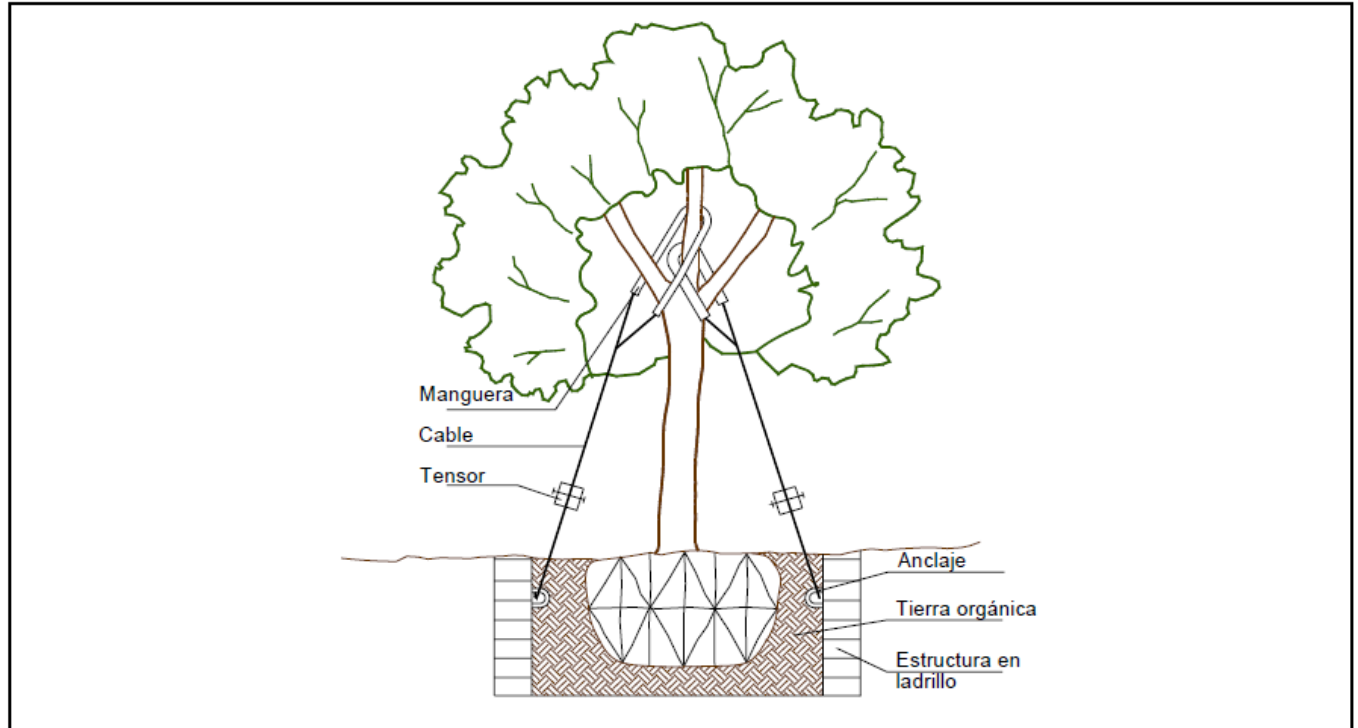 Manguera
Cable
Tensor
Anclaje
Tierra orgánica
Estructura en
ladrillo